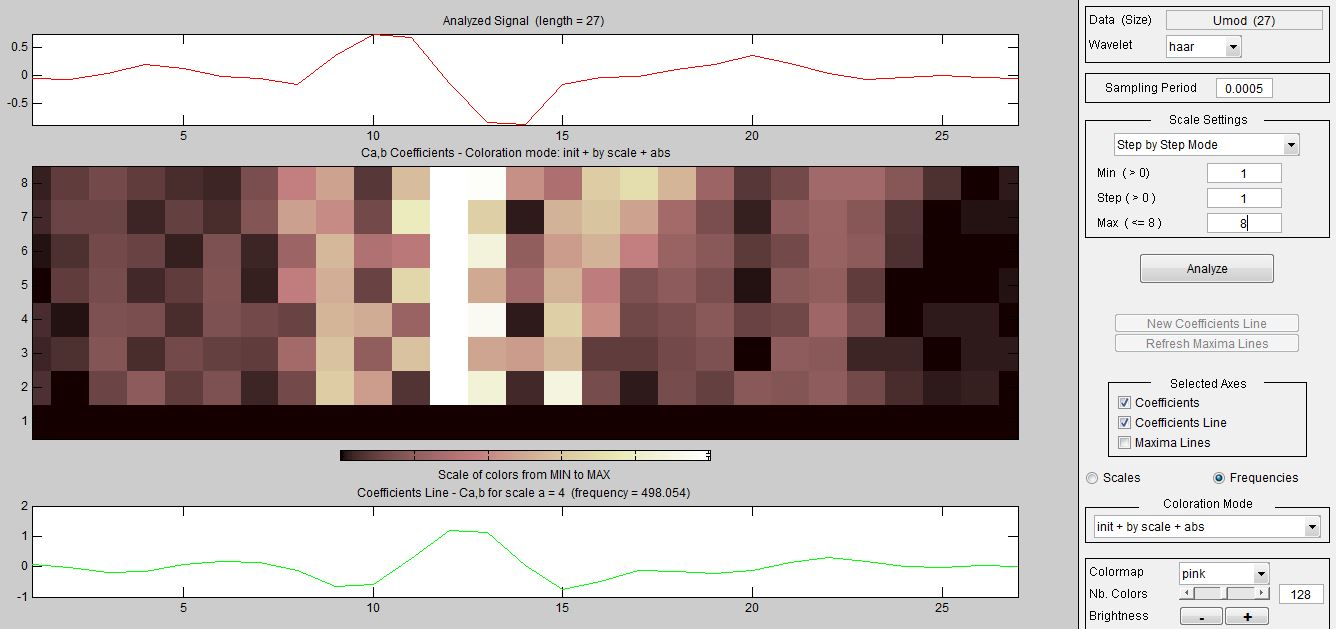 Analyzed Signal (length = 27)
0.5
0
-0.5
5 10 15 20 25
Ca,b Coefficients - Coloration mode: init + by scale + abs
8
7
6
5
4
3
2
1
Scale of colors from MIN to MAX
Coefficients Line - Ca,b for scale a = 4 (frequency = 498.054)
2
1
0
-1
5 10 15 20 25
Data (Size) Umod (27)
Wavelet haar
Sampling Period 0.0005
Scale Settings
Step by Step Mode
Min ( > 0) 1
Step ( > 0 ) 1
Max ( <= 8 ) 8
Analyze
New Coefficients Line
Refresh Maxima Lines
Selected Axes
Coefficients
Coefficients Line
Maxima Lines
Scales Frequencies
Coloration Mode
init + by scale + abs
Colormap pink
Nb. Colors 128
Brightness - +